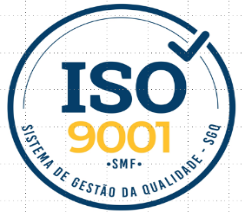 ISO
9001
•SMF•
SISTEMA DE GESTÃO DA QUALIDADE - SGQ